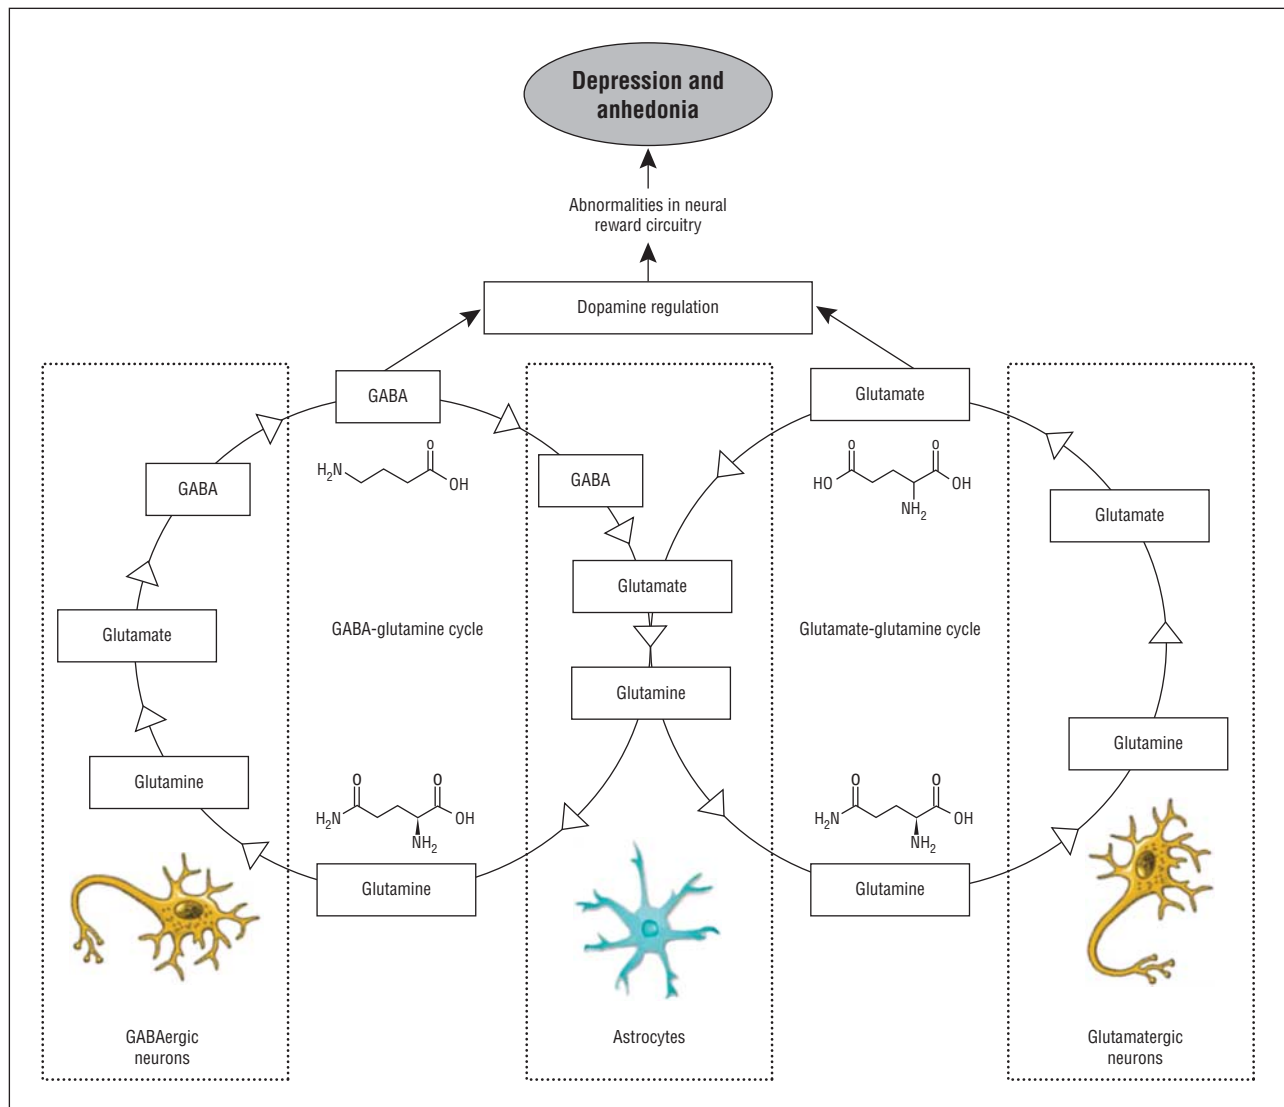 Depression and
anhedonia
Abnormalities in neural
reward circuitry
Dopamine regulation
GABA
Glutamate
GABA
H₂N
O
OH
GABA
O
HO
O
OH
NH₂
Glutamate
Glutamate
Glutamate
GABA-glutamine cycle
Glutamate-glutamine cycle
Glutamine
Glutamine
Glutamine
O
O
H₂N
OH
NH₂
O
O
H₂N
OH
NH₂
Glutamine
Glutamine
GABAergic
neurons
Astrocytes
Glutamatergic
neurons